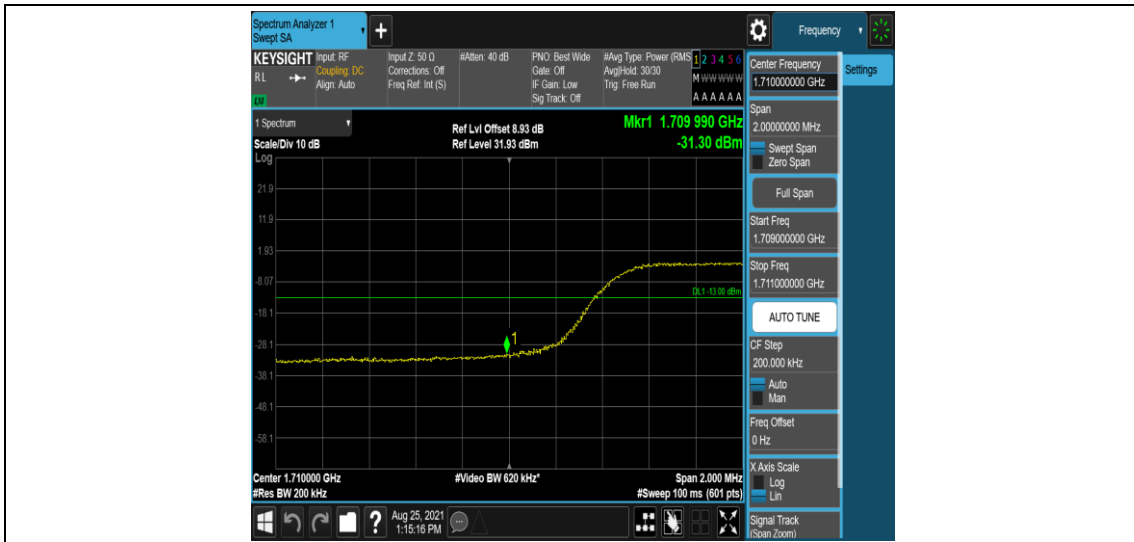 Spectrum Analyzer 1
Swept SA
+
Frequency
KEYSIGHT
RL
LXI
Input: RF
Coupling: DC
Align: Auto
Input Z: 50 Ω
Corrections: Off
Freq Ref: Int (S)
#Atten: 40 dB
PNO: Best Wide
Gate: Off
IF Gain: Low
Sig Track: Off
#Avg Type: Power (RMS
Avg|Hold: 30/30
Trig: Free Run
1 2 3 4 5 6
M W W W W W
A A A A A A
1 Spectrum
Scale/Div 10 dB
Log
Ref Lvl Offset 8.93 dB
Ref Level 31.93 dBm
Mkr1 1.709 990 GHz
-31.30 dBm
21.9
11.9
1.93
-8.07
DL1 -13.00 dBm
-18.1
-28.1
1
-38.1
-48.1
-58.1
Center 1.710000 GHz
#Res BW 200 kHz
#Video BW 620 kHz*
Span 2.000 MHz
#Sweep 100 ms (601 pts)
Center Frequency
1.710000000 GHz
Settings
Span
2.00000000 MHz
Swept Span
Zero Span
Full Span
Start Freq
1.709000000 GHz
Stop Freq
1.711000000 GHz
AUTO TUNE
CF Step
200.000 kHz
Auto
Man
Freq Offset
0 Hz
X Axis Scale
Log
Lin
Signal Track
(Span Zoom)
?
Aug 25, 2021
1:15:16 PM